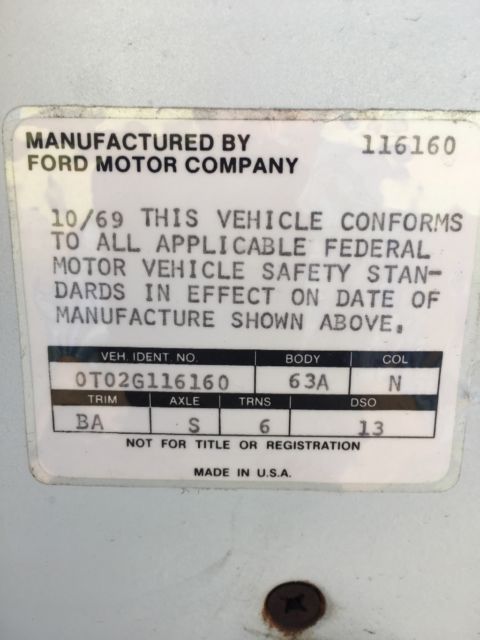 MANUFACTURED BY 116160
FORD MOTOR COMPANY
10/69 THIS VEHICLE CONFORMS
TO ALL APPLICABLE FEDERAL
MOTOR VEHICLE SAFETY STAN-
DARDS IN EFFECT ON DATE OF
MANUFACTURE SHOWN ABOVE.
VEH. IDENT. NO. BODY COL
0T02G116160 63A N
TRIM AXLE TRNS DSO
BA S 6 13
NOT FOR TITLE OR REGISTRATION
MADE IN U.S.A.